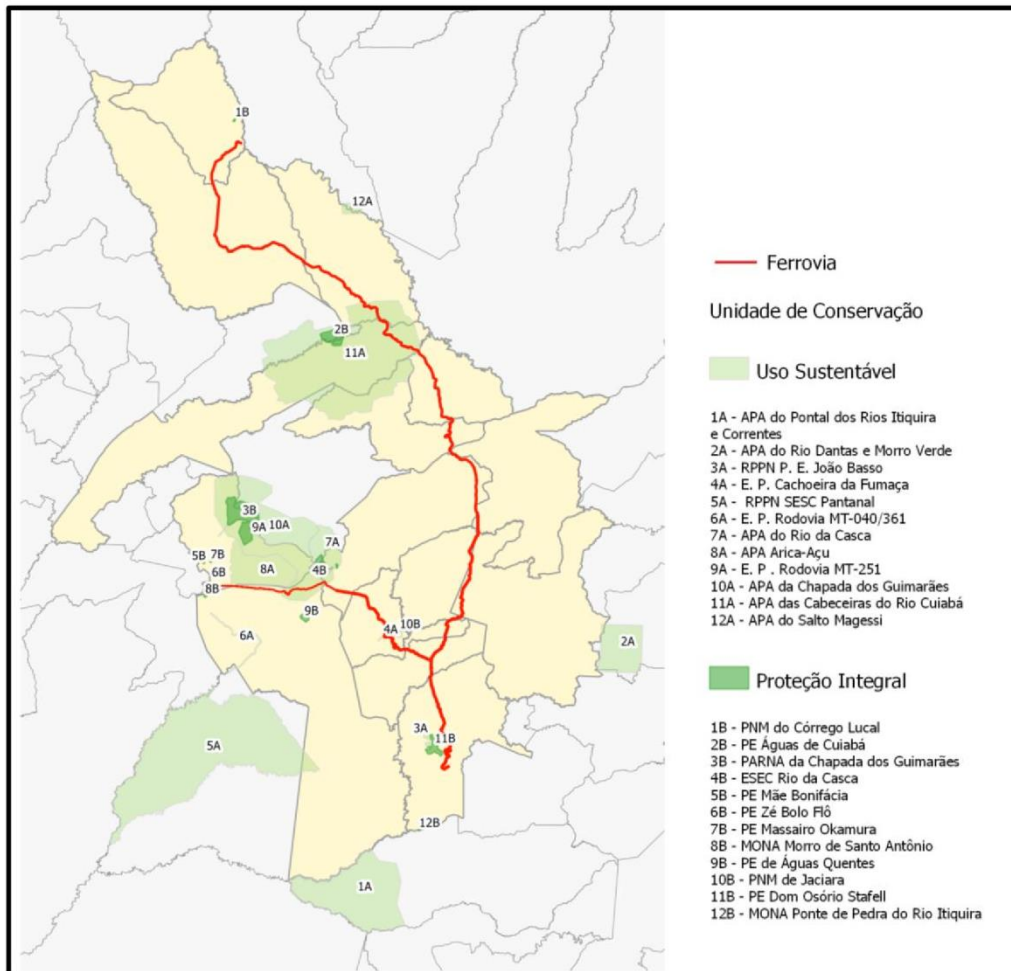 1B
12A
2B
11A
3B
9A 10A
7A
5B 7B
8A
4B
6B
8B
9B
6A
4A 10B
2A
3A
11B
5A
12B
1A
Ferrovia
Unidade de Conservação
Uso Sustentável
1A - APA do Pontal dos Rios Itiquira
e Correntes
2A - APA do Rio Dantas e Morro Verde
3A - RPPN P. E. João Basso
4A - E. P. Cachoeira da Fumaça
5A - RPPN SESC Pantanal
6A - E. P. Rodovia MT-040/361
7A - APA do Rio da Casca
8A - APA Arica-Açu
9A - E. P . Rodovia MT-251
10A - APA da Chapada dos Guimarães
11A - APA das Cabeceiras do Rio Cuiabá
12A - APA do Salto Magessi
Proteção Integral
1B - PNM do Córrego Lucal
2B - PE Águas de Cuiabá
3B - PARNA da Chapada dos Guimarães
4B - ESEC Rio da Casca
5B - PE Mãe Bonifácia
6B - PE Zé Bolo Flô
7B - PE Massairo Okamura
8B - MONA Morro de Santo Antônio
9B - PE de Águas Quentes
10B - PNM de Jaciara
11B - PE Dom Osório Stafell
12B - MONA Ponte de Pedra do Rio Itiquira